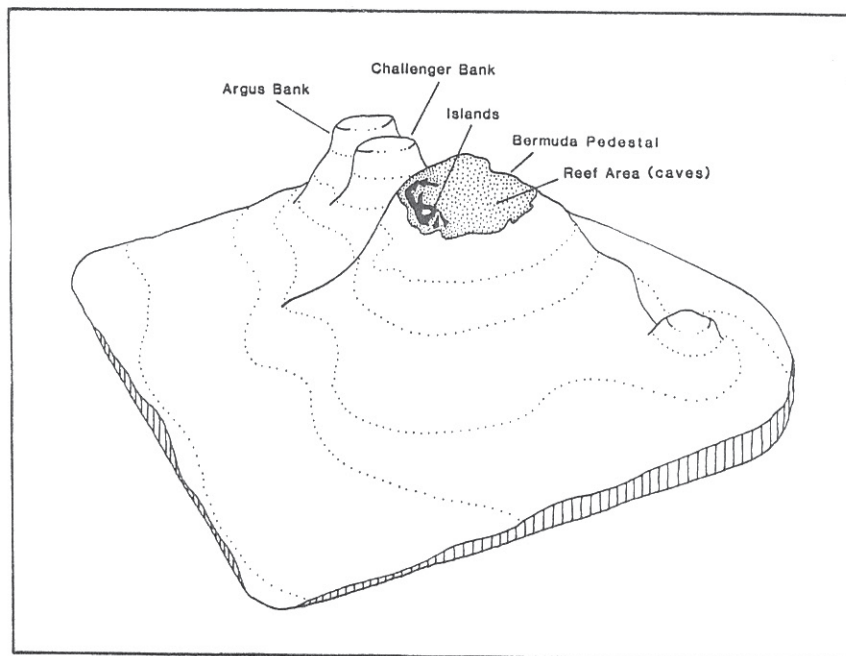 Challenger Bank
Argus Bank
Islands
Bermuda Pedestal
Reef Area (caves)